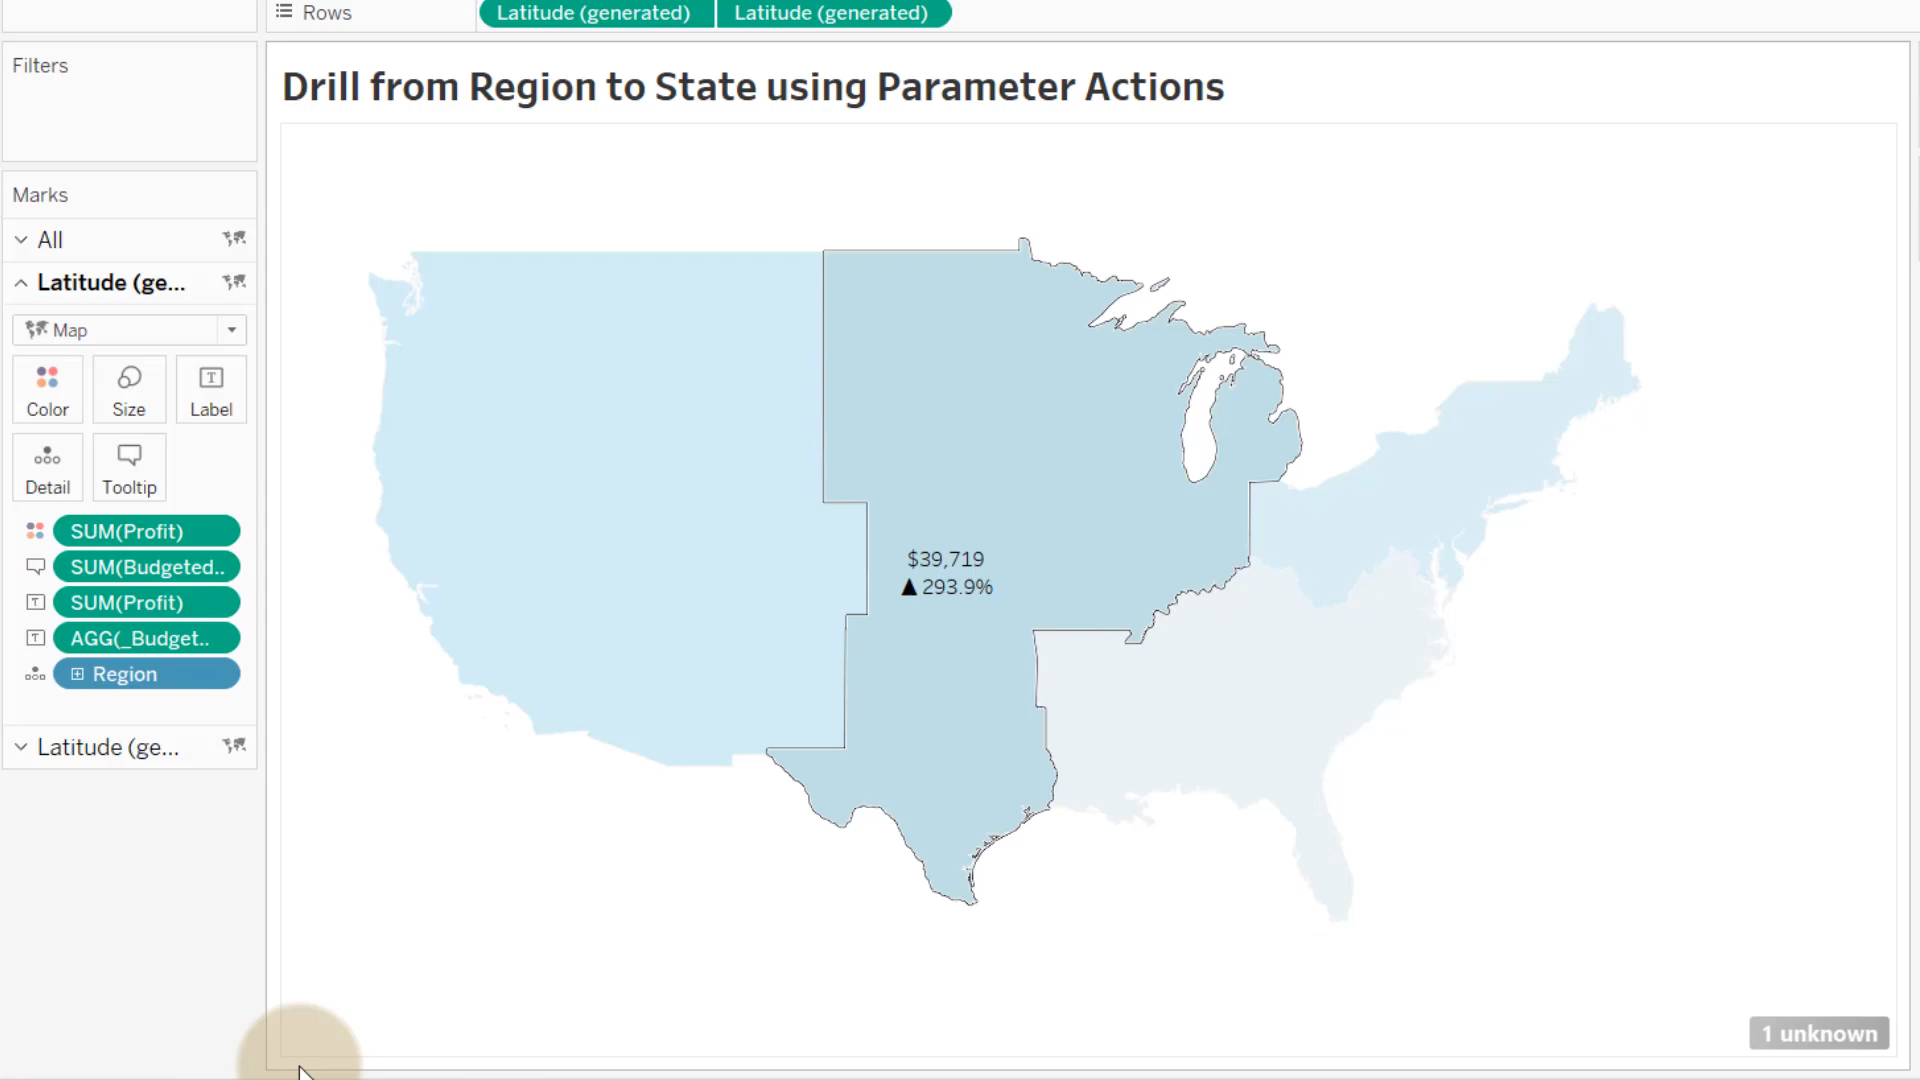 Rows
Latitude (generated)
Latitude (generated)
Filters
Drill from Region to State using Parameter Actions
Marks
All
Latitude (ge...
Map
Color
Size
Label
Detail
Tooltip
SUM(Profit)
SUM(Budgeted..
SUM(Profit)
AGG(_Budget..
Region
Latitude (ge...
$39,719
▲ 293.9%
1 unknown